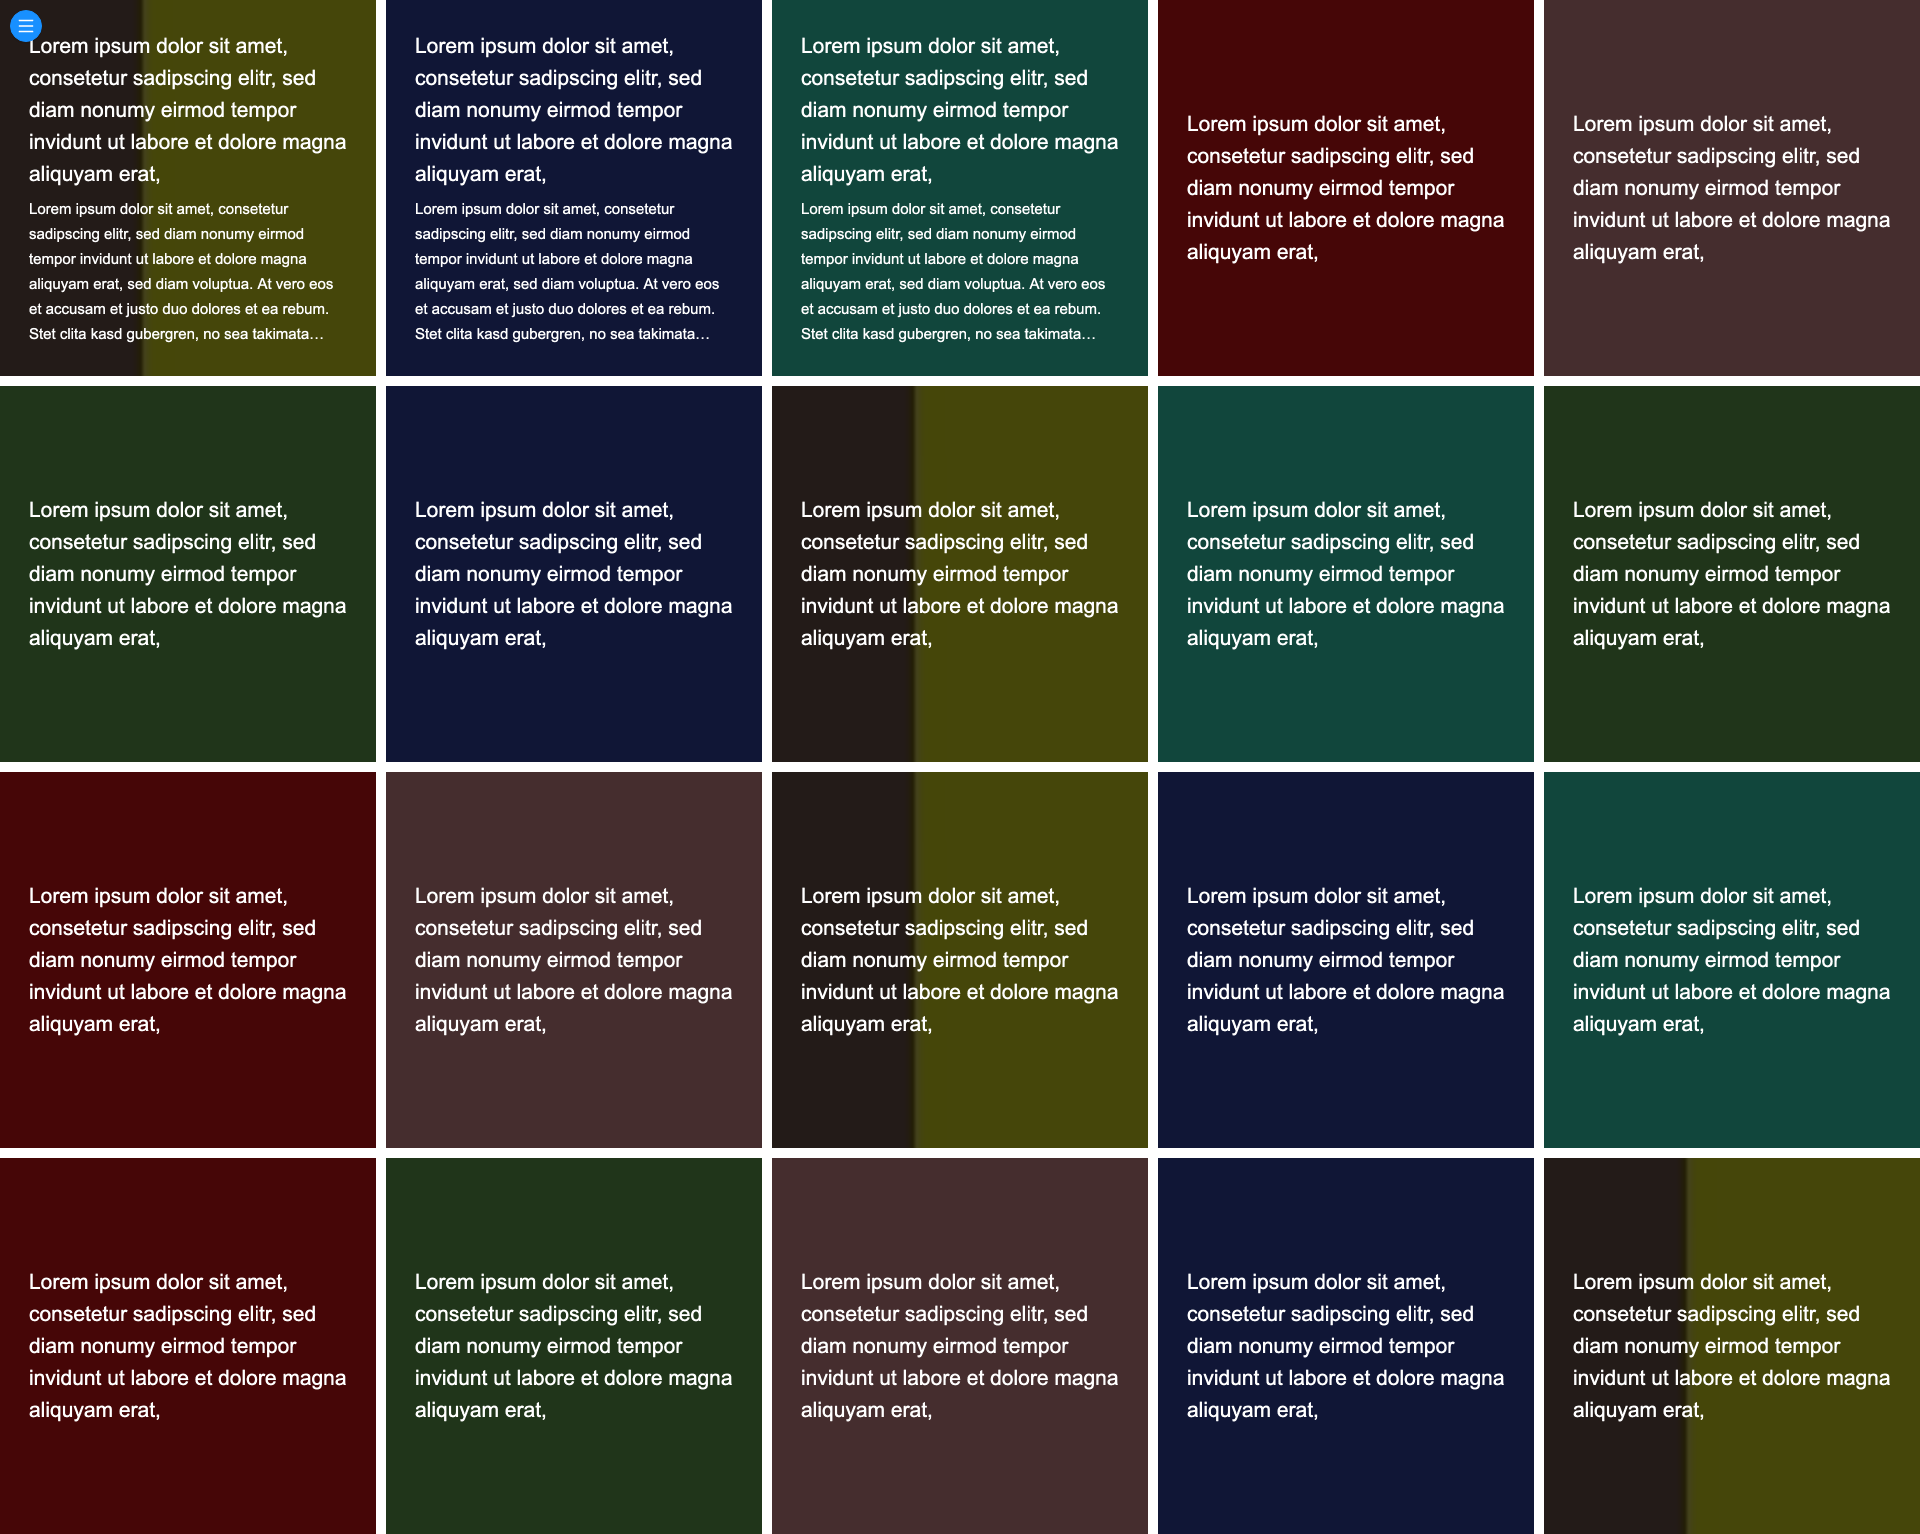 Lorem ipsum dolor sit amet,
consetetur sadipscing elitr, sed
diam nonumy eirmod tempor
invidunt ut labore et dolore magna
aliquyam erat,
Lorem ipsum dolor sit amet, consetetur
sadipscing elitr, sed diam nonumy eirmod
tempor invidunt ut labore et dolore magna
aliquyam erat, sed diam voluptua. At vero eos
et accusam et justo duo dolores et ea rebum.
Stet clita kasd gubergren, no sea takimata…
Lorem ipsum dolor sit amet,
consetetur sadipscing elitr, sed
diam nonumy eirmod tempor
invidunt ut labore et dolore magna
aliquyam erat,
Lorem ipsum dolor sit amet, consetetur
sadipscing elitr, sed diam nonumy eirmod
tempor invidunt ut labore et dolore magna
aliquyam erat, sed diam voluptua. At vero eos
et accusam et justo duo dolores et ea rebum.
Stet clita kasd gubergren, no sea takimata…
Lorem ipsum dolor sit amet,
consetetur sadipscing elitr, sed
diam nonumy eirmod tempor
invidunt ut labore et dolore magna
aliquyam erat,
Lorem ipsum dolor sit amet, consetetur
sadipscing elitr, sed diam nonumy eirmod
tempor invidunt ut labore et dolore magna
aliquyam erat, sed diam voluptua. At vero eos
et accusam et justo duo dolores et ea rebum.
Stet clita kasd gubergren, no sea takimata…
Lorem ipsum dolor sit amet,
consetetur sadipscing elitr, sed
diam nonumy eirmod tempor
invidunt ut labore et dolore magna
aliquyam erat,
Lorem ipsum dolor sit amet,
consetetur sadipscing elitr, sed
diam nonumy eirmod tempor
invidunt ut labore et dolore magna
aliquyam erat,
Lorem ipsum dolor sit amet,
consetetur sadipscing elitr, sed
diam nonumy eirmod tempor
invidunt ut labore et dolore magna
aliquyam erat,
Lorem ipsum dolor sit amet,
consetetur sadipscing elitr, sed
diam nonumy eirmod tempor
invidunt ut labore et dolore magna
aliquyam erat,
Lorem ipsum dolor sit amet,
consetetur sadipscing elitr, sed
diam nonumy eirmod tempor
invidunt ut labore et dolore magna
aliquyam erat,
Lorem ipsum dolor sit amet,
consetetur sadipscing elitr, sed
diam nonumy eirmod tempor
invidunt ut labore et dolore magna
aliquyam erat,
Lorem ipsum dolor sit amet,
consetetur sadipscing elitr, sed
diam nonumy eirmod tempor
invidunt ut labore et dolore magna
aliquyam erat,
Lorem ipsum dolor sit amet,
consetetur sadipscing elitr, sed
diam nonumy eirmod tempor
invidunt ut labore et dolore magna
aliquyam erat,
Lorem ipsum dolor sit amet,
consetetur sadipscing elitr, sed
diam nonumy eirmod tempor
invidunt ut labore et dolore magna
aliquyam erat,
Lorem ipsum dolor sit amet,
consetetur sadipscing elitr, sed
diam nonumy eirmod tempor
invidunt ut labore et dolore magna
aliquyam erat,
Lorem ipsum dolor sit amet,
consetetur sadipscing elitr, sed
diam nonumy eirmod tempor
invidunt ut labore et dolore magna
aliquyam erat,
Lorem ipsum dolor sit amet,
consetetur sadipscing elitr, sed
diam nonumy eirmod tempor
invidunt ut labore et dolore magna
aliquyam erat,
Lorem ipsum dolor sit amet,
consetetur sadipscing elitr, sed
diam nonumy eirmod tempor
invidunt ut labore et dolore magna
aliquyam erat,
Lorem ipsum dolor sit amet,
consetetur sadipscing elitr, sed
diam nonumy eirmod tempor
invidunt ut labore et dolore magna
aliquyam erat,
Lorem ipsum dolor sit amet,
consetetur sadipscing elitr, sed
diam nonumy eirmod tempor
invidunt ut labore et dolore magna
aliquyam erat,
Lorem ipsum dolor sit amet,
consetetur sadipscing elitr, sed
diam nonumy eirmod tempor
invidunt ut labore et dolore magna
aliquyam erat,
Lorem ipsum dolor sit amet,
consetetur sadipscing elitr, sed
diam nonumy eirmod tempor
invidunt ut labore et dolore magna
aliquyam erat,